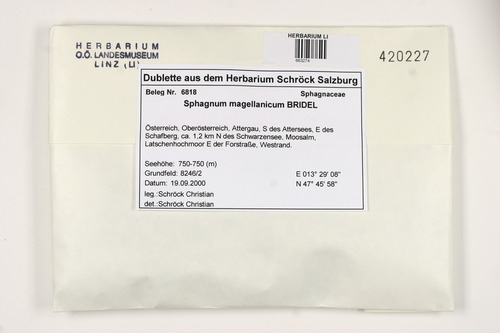 HERBARIUM
O.Ö. LANDESMUSEUM
LINZ (LI)
HERBARIUM LI
420227
Dublette aus dem Herbarium Schröck Salzburg
Beleg Nr. 6818 Sphagnaceae
Sphagnum magellanicum BRIDEL
Österreich, Oberösterreich, Attergau, S des Attersees, E des
Schafberg, ca. 1,2 km N des Schwarzensee, Moosalm,
Latschenhochmoor E der Forstraße, Westrand.
Seehöhe: 750-750 (m)
Grundfeld: 8246/2 E 013° 29' 08"
Datum: 19.09.2000 N 47° 45' 58"
leg.:Schröck Christian
det.:Schröck Christian